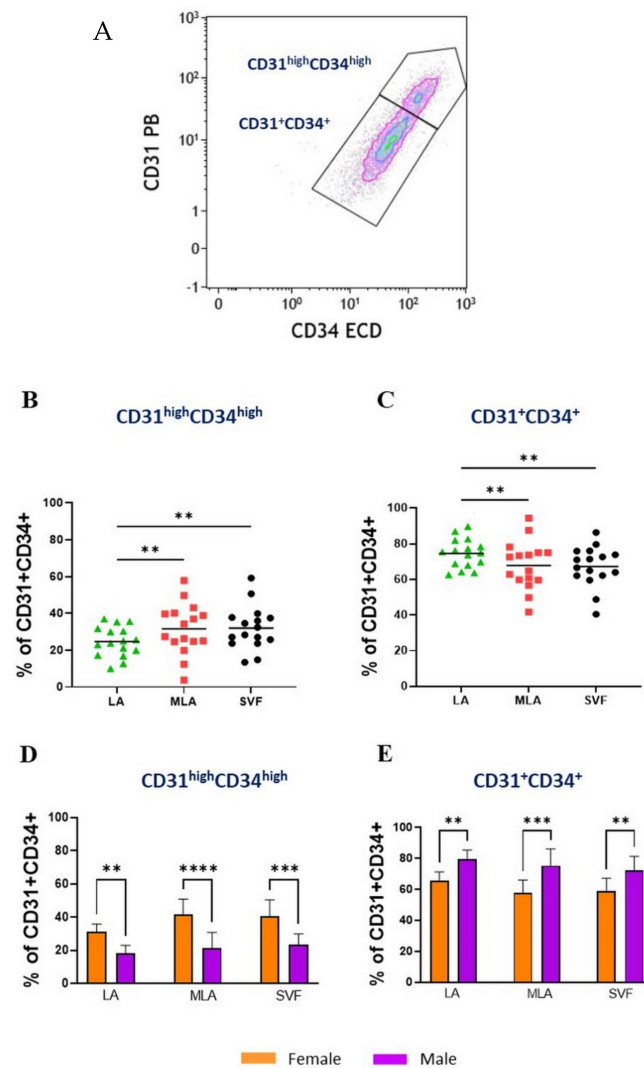 A
10³
CD31ʰⁱᵍʰCD34ʰⁱᵍʰ
10²
CD31⁺CD34⁺
10¹
CD31 PB
1
0
-1
0 10⁰ 10¹ 10² 10³
CD34 ECD
B
CD31ʰⁱᵍʰCD34ʰⁱᵍʰ
% of CD31+CD34+
100
80
60
40
20
0
**
**
LA MLA SVF
C
CD31⁺CD34⁺
% of CD31+CD34+
100
80
60
40
20
0
**
**
LA MLA SVF
D
CD31ʰⁱᵍʰCD34ʰⁱᵍʰ
% of CD31+CD34+
100
80
60
40
20
0
** **** ***
LA MLA SVF
E
CD31⁺CD34⁺
% of CD31+CD34+
100
80
60
40
20
0
** *** **
LA MLA SVF
Female Male